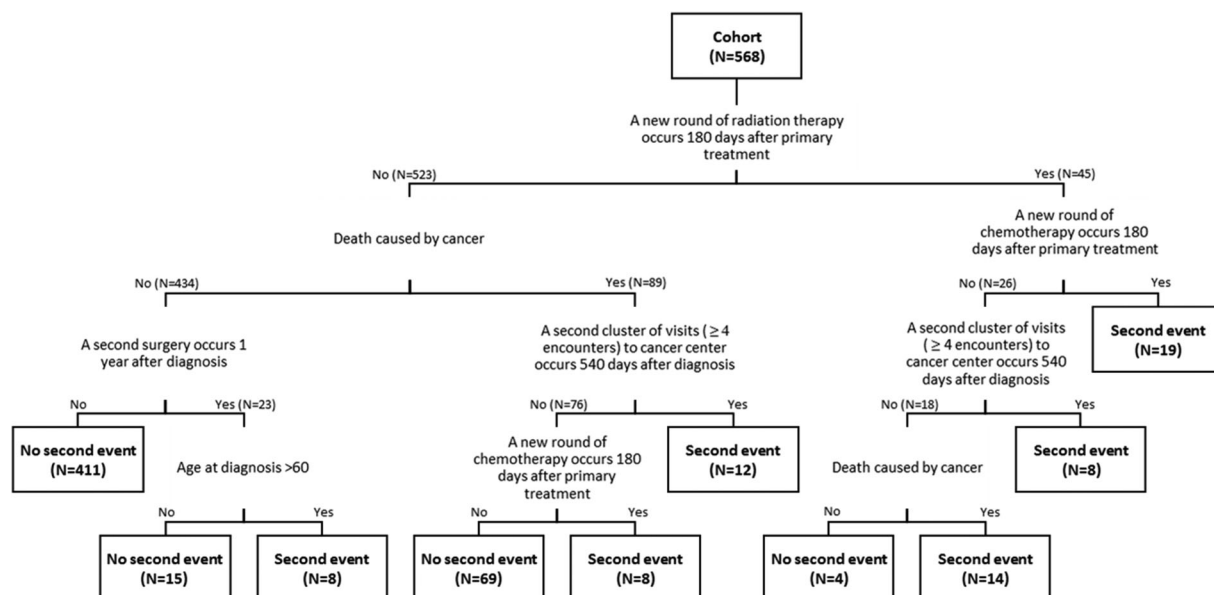 Cohort
(N=568)
A new round of radiation therapy
occurs 180 days after primary
treatment
No (N=523)
Yes (N=45)
Death caused by cancer
A new round of
chemotherapy occurs 180
days after primary treatment
No (N=434)
Yes (N=89)
No (N=26)
Yes
A second surgery occurs 1
year after diagnosis
A second cluster of visits ( ≥ 4
encounters) to cancer center
occurs 540 days after diagnosis
A second cluster of visits
( ≥ 4 encounters) to
cancer center occurs 540
days after diagnosis
Second event
(N=19)
No
Yes (N=23)
No (N=76)
Yes
No (N=18)
Yes
No second event
(N=411)
Age at diagnosis >60
A new round of
chemotherapy occurs 180
days after primary
treatment
Second event
(N=12)
Death caused by cancer
Second event
(N=8)
No
Yes
No
Yes
No
Yes
No second event
(N=15)
Second event
(N=8)
No second event
(N=69)
Second event
(N=8)
No second event
(N=4)
Second event
(N=14)